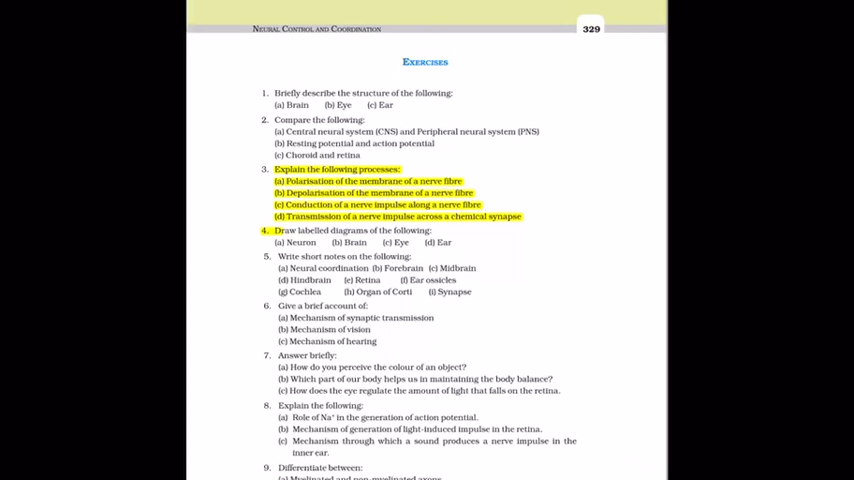 NEURAL CONTROL AND COORDINATION 329
EXERCISES
1. Briefly describe the structure of the following:
(a) Brain (b) Eye (c) Ear
2. Compare the following:
(a) Central neural system (CNS) and Peripheral neural system (PNS)
(b) Resting potential and action potential
(c) Choroid and retina
3. Explain the following processes:
(a) Polarisation of the membrane of a nerve fibre
(b) Depolarisation of the membrane of a nerve fibre
(c) Conduction of a nerve impulse along a nerve fibre
(d) Transmission of a nerve impulse across a chemical synapse
4. Draw labelled diagrams of the following:
(a) Neuron (b) Brain (c) Eye (d) Ear
5. Write short notes on the following:
(a) Neural coordination (b) Forebrain (c) Midbrain
(d) Hindbrain (e) Retina (f) Ear ossicles
(g) Cochlea (h) Organ of Corti (i) Synapse
6. Give a brief account of:
(a) Mechanism of synaptic transmission
(b) Mechanism of vision
(c) Mechanism of hearing
7. Answer briefly:
(a) How do you perceive the colour of an object?
(b) Which part of our body helps us in maintaining the body balance?
(c) How does the eye regulate the amount of light that falls on the retina.
8. Explain the following:
(a) Role of Na⁺ in the generation of action potential.
(b) Mechanism of generation of light-induced impulse in the retina.
(c) Mechanism through which a sound produces a nerve impulse in the
inner ear.
9. Differentiate between:
(a) Myelinated and non-myelinated axons